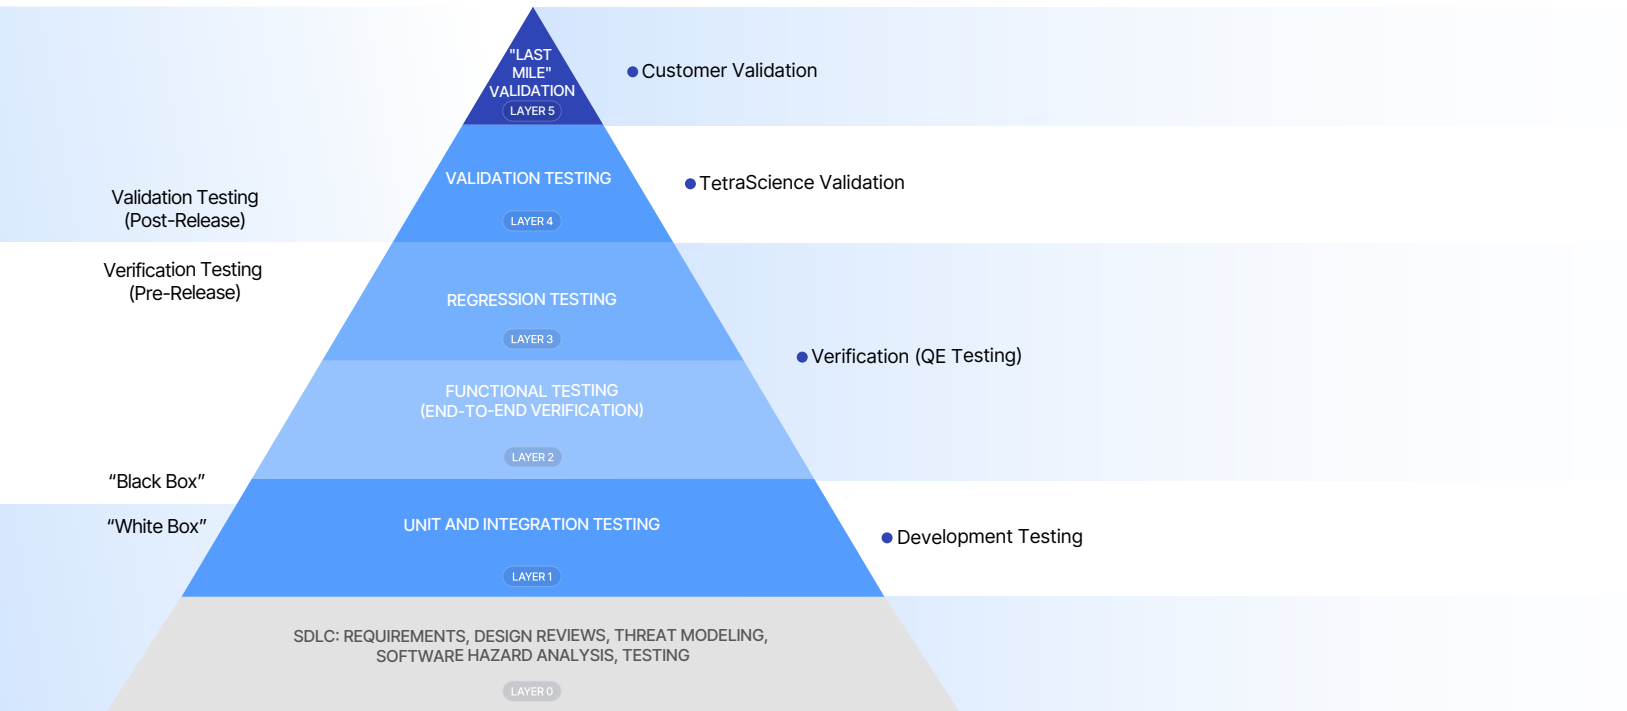 "LAST
MILE"
VALIDATION
LAYER 5
Customer Validation
VALIDATION TESTING
LAYER 4
TetraScience Validation
Validation Testing
(Post-Release)
Verification Testing
(Pre-Release)
REGRESSION TESTING
LAYER 3
Verification (QE Testing)
FUNCTIONAL TESTING
(END-TO-END VERIFICATION)
LAYER 2
“Black Box”
“White Box”
UNIT AND INTEGRATION TESTING
LAYER 1
Development Testing
SDLC: REQUIREMENTS, DESIGN REVIEWS, THREAT MODELING,
SOFTWARE HAZARD ANALYSIS, TESTING
LAYER 0